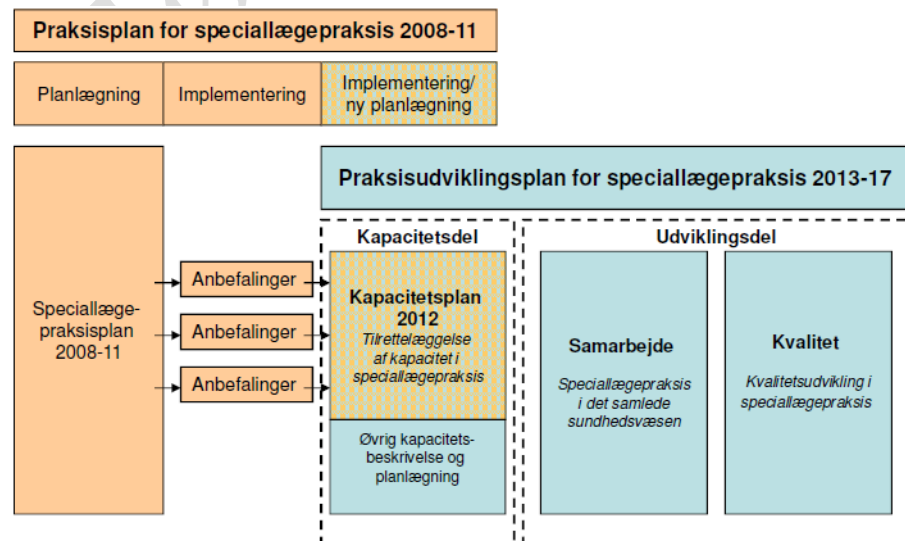 Praksisplan for speciallægepraksis 2008-11
Planlægning
Implementering
Implementering/
ny planlægning
Praksisudviklingsplan for speciallægepraksis 2013-17
Kapacitetsdel
Udviklingsdel
Speciallæge-
praksisplan
2008-11
Anbefalinger
Anbefalinger
Anbefalinger
Kapacitetsplan
2012
Tilrettelæggelse
af kapacitet i
speciallægepraksis
Øvrig kapacitets-
beskrivelse og
planlægning
Samarbejde
Speciallægepraksis
i det samlede
sundhedsvæsen
Kvalitet
Kvalitetsudvikling i
speciallægepraksis